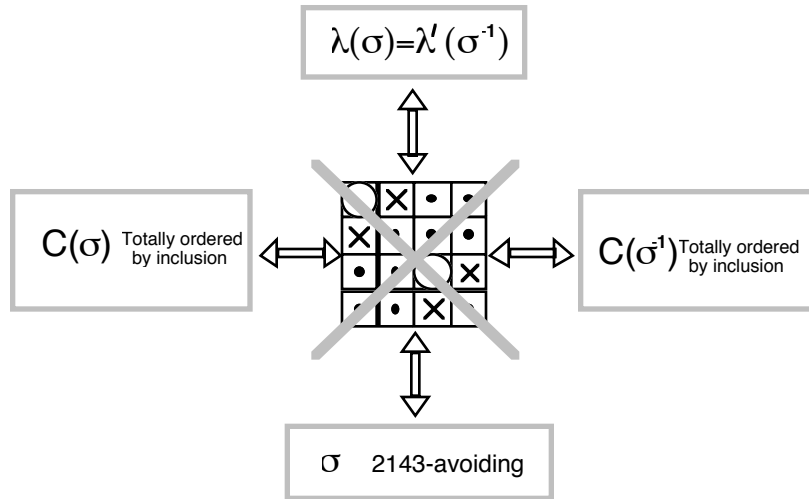 λ(σ)=λ′(σ⁻¹)
C(σ) Totally ordered
by inclusion
C(σ⁻¹) Totally ordered
by inclusion
σ 2143-avoiding